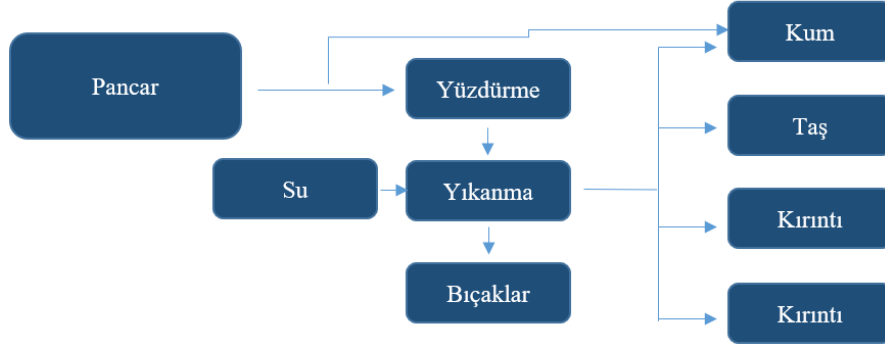 Pancar
Kum
Yüzdürme
Taş
Su
Yıkanma
Kırıntı
Bıçaklar
Kırıntı